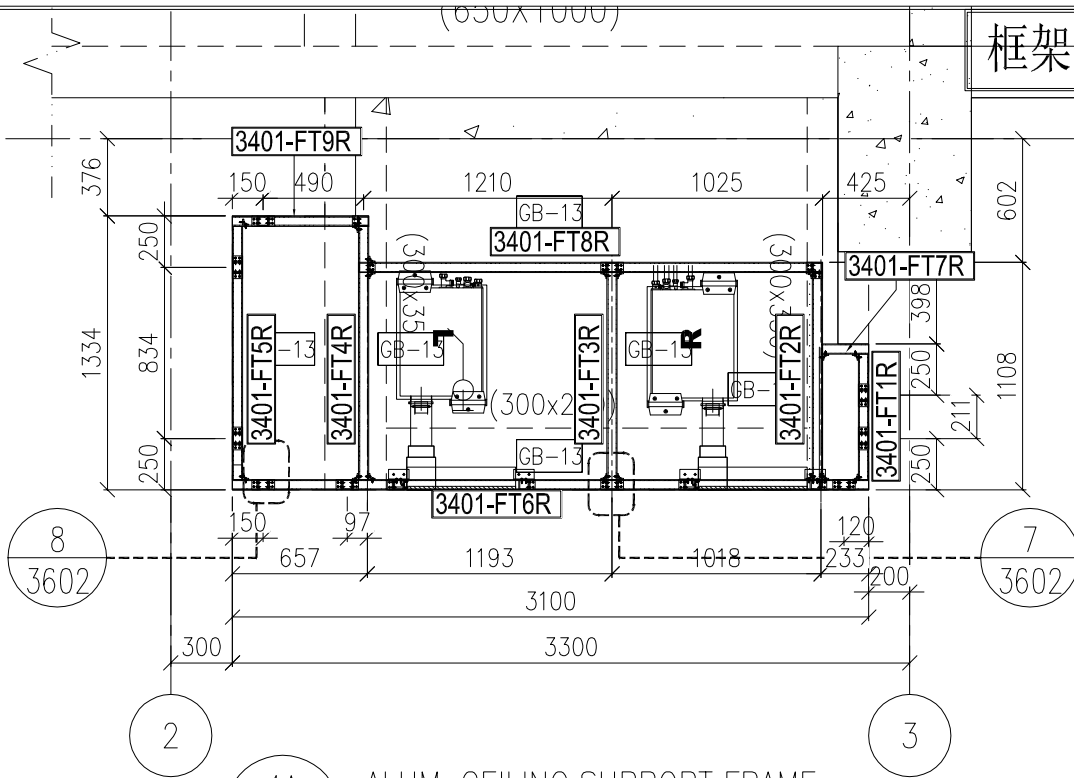 (650X1000)
框架
3401-FT9R
376
150
490
1210
1025
425
602
GB-13
3401-FT8R
250
3401-FT7R
(300x35
398
1334
834
3401-FT5R
-13
3401-FT4R
GB-13
L
3401-FT3R
GB-13
R
3401-FT2R
GB-
3401-FT1R
250
1108
211
(300x2
250
GB-13
250
3401-FT6R
8
3602
150
97
120
7
3602
657
1193
1018
233
200
3100
300
3300
2
3
ALUM. CEILING SUPPORT FRAME